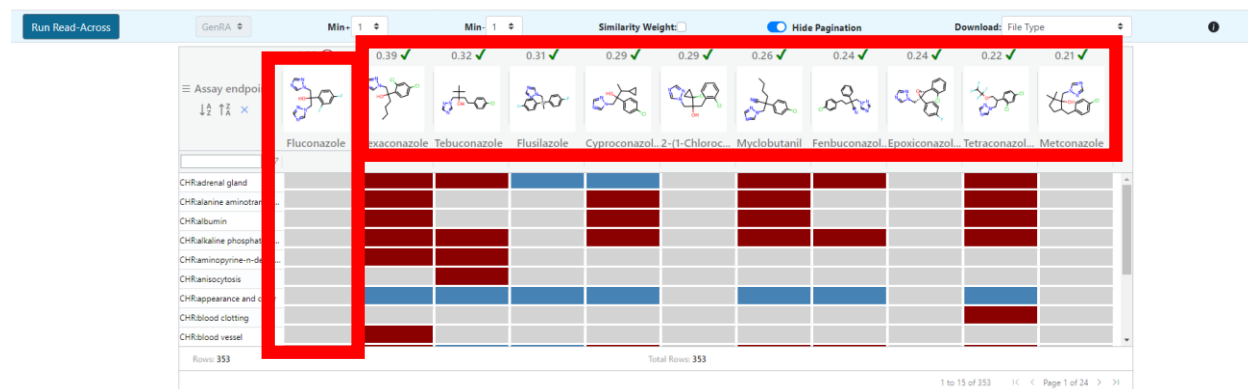 Run Read-Across GenRA Min+ 1 Min- 1 Similarity Weight: Hide Pagination Download: File Type
0.39 0.32 0.31 0.29 0.29 0.26 0.24 0.24 0.22 0.21
Assay endpoi
Fluconazole exaconazole Tebuconazole Flusilazole Cyproconazol... 2-(1-Chloroc... Myclobutanil Fenbuconazol... Epoxiconazol... Tetraconazol... Metconazole
CHR:adrenal gland
CHR:alanine aminotran...
CHR:albumin
CHR:alkaline phosphat...
CHR:aminopyrine-n-de...
CHR:anisocytosis
CHR:appearance and c
CHR:blood clotting
CHR:blood vessel
Rows: 353 Total Rows: 353
1 to 15 of 353 Page 1 of 24